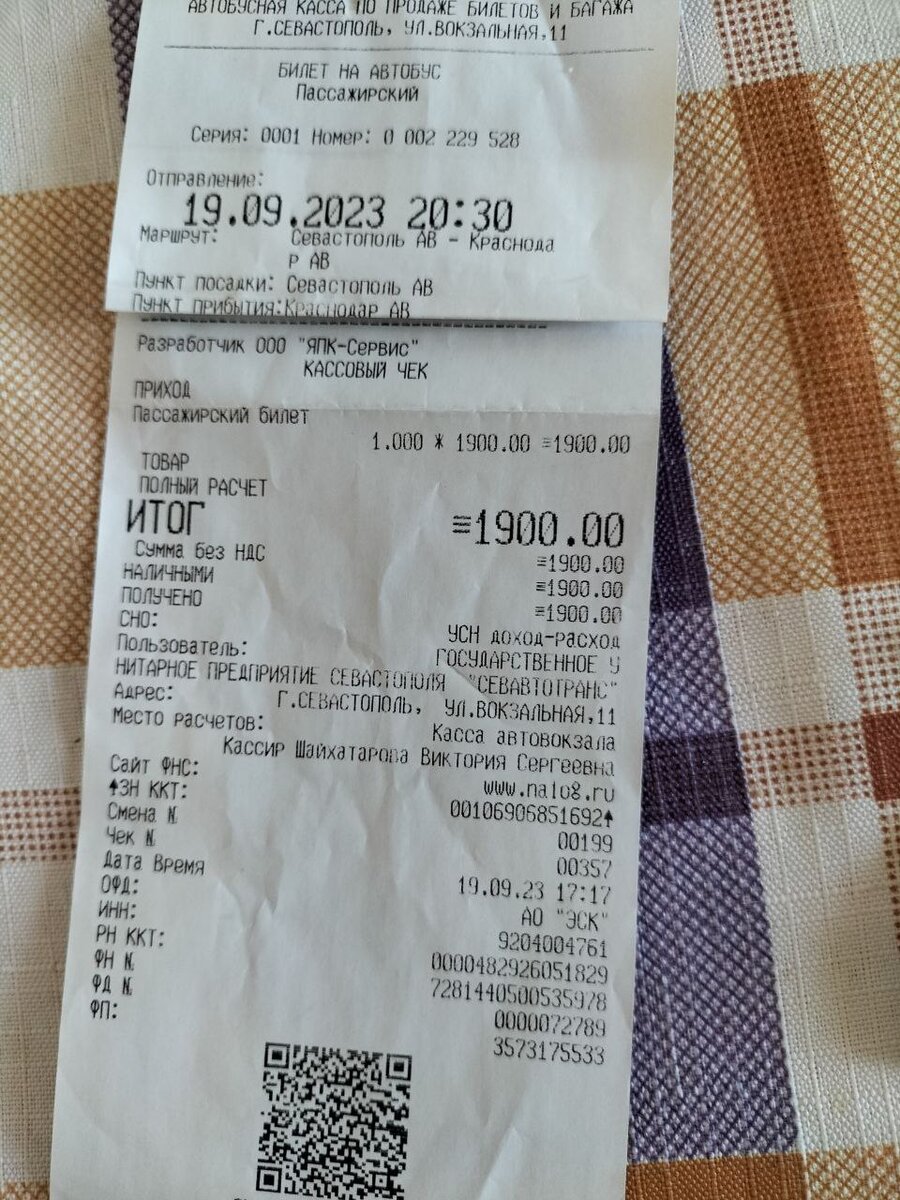 АВТОБУСНАЯ КАССА ПО ПРОДАЖЕ БИЛЕТОВ И БАГАЖА
Г.СЕВАСТОПОЛЬ, УЛ.ВОКЗАЛЬНАЯ,11
БИЛЕТ НА АВТОБУС
Пассажирский
Серия: 0001 Номер: 0 002 229 528
Отправление:
19.09.2023 20:30
Маршрут: Севастополь АВ - Краснода
р АВ
Пункт посадки: Севастополь АВ
Пункт прибытия:Краснодар АВ
Разработчик ООО "ЯПК-Сервис"
КАССОВЫЙ ЧЕК
ПРИХОД
Пассажирский билет
1.000 * 1900.00 ≡1900.00
ТОВАР
ПОЛНЫЙ РАСЧЕТ
ИТОГ ≡1900.00
Сумма без НДС ≡1900.00
НАЛИЧНЫМИ ≡1900.00
ПОЛУЧЕНО ≡1900.00
СНО: УСН доход-расход
Пользователь: ГОСУДАРСТВЕННОЕ У
НИТАРНОЕ ПРЕДПРИЯТИЕ СЕВАСТОПОЛЯ "СЕВАВТОТРАНС"
Адрес: Г.СЕВАСТОПОЛЬ, УЛ.ВОКЗАЛЬНАЯ,11
Место расчетов: Касса автовокзала
Кассир Шайхатарова Виктория Сергеевна
Сайт ФНС: www.nalog.ru
↑ЗН ККТ: 00106906851692↑
Смена № 00199
Чек № 00357
Дата Время 19.09.23 17:17
ОФД: АО "ЭСК"
ИНН: 9204004761
РН ККТ: 0000482926051829
ФН № 7281440500535978
ФД № 0000072789
ФП: 3573175533